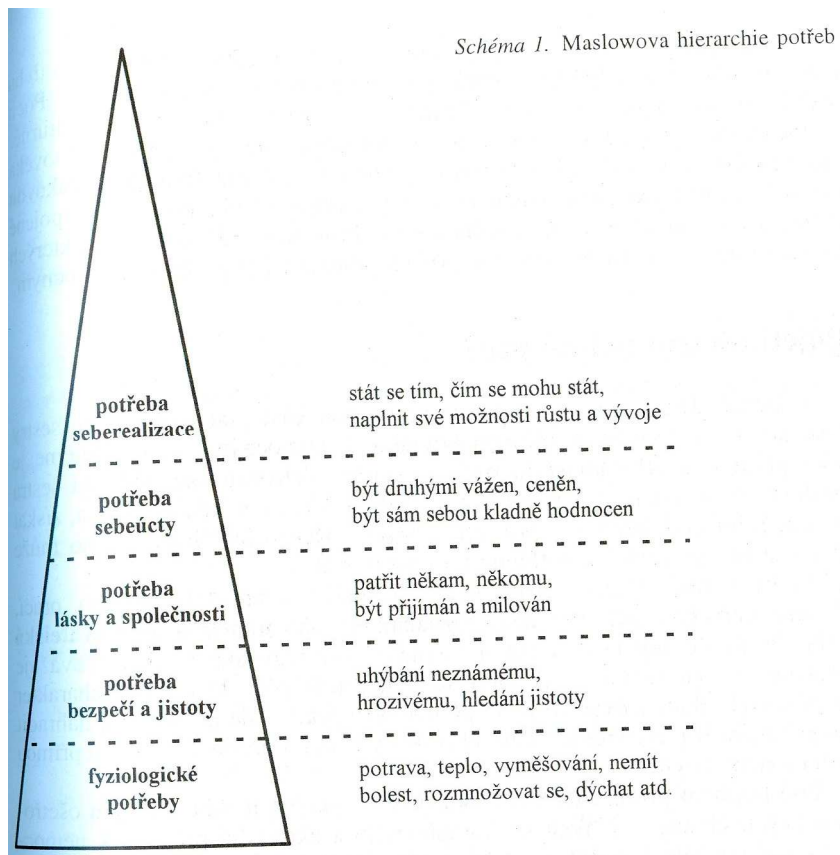 Schéma 1. Maslowova hierarchie potřeb
potřeba
seberealizace
stát se tím, čím se mohu stát,
naplnit své možnosti růstu a vývoje
potřeba
sebeúcty
být druhými vážen, ceněn,
být sám sebou kladně hodnocen
potřeba
lásky a společnosti
patřit někam, někomu,
být přijímán a milován
potřeba
bezpečí a jistoty
uhýbání neznámému,
hrozivému, hledání jistoty
fyziologické
potřeby
potrava, teplo, vyměšování, nemít
bolest, rozmnožovat se, dýchat atd.